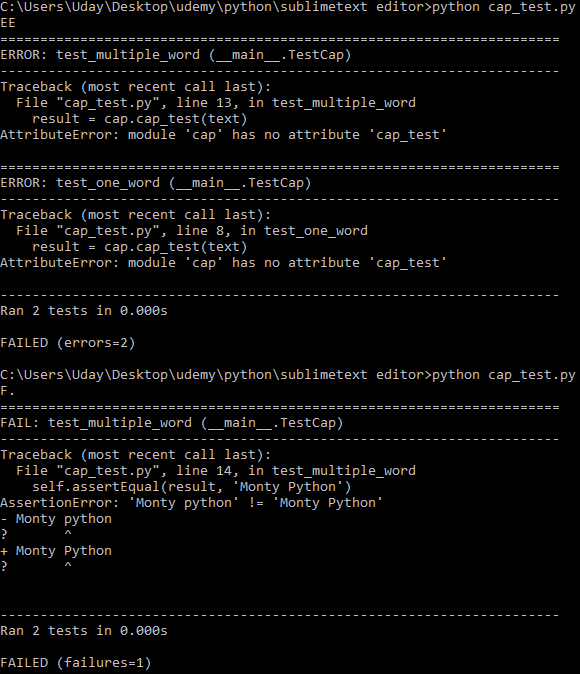 C:\Users\Uday\Desktop\udemy\python\sublimetext editor>python cap_test.py
EE
======================================================================
ERROR: test_multiple_word (__main__.TestCap)
----------------------------------------------------------------------
Traceback (most recent call last):
  File "cap_test.py", line 13, in test_multiple_word
    result = cap.cap_test(text)
AttributeError: module 'cap' has no attribute 'cap_test'

======================================================================
ERROR: test_one_word (__main__.TestCap)
----------------------------------------------------------------------
Traceback (most recent call last):
  File "cap_test.py", line 8, in test_one_word
    result = cap.cap_test(text)
AttributeError: module 'cap' has no attribute 'cap_test'

----------------------------------------------------------------------
Ran 2 tests in 0.000s

FAILED (errors=2)

C:\Users\Uday\Desktop\udemy\python\sublimetext editor>python cap_test.py
F.
======================================================================
FAIL: test_multiple_word (__main__.TestCap)
----------------------------------------------------------------------
Traceback (most recent call last):
  File "cap_test.py", line 14, in test_multiple_word
    self.assertEqual(result, 'Monty Python')
AssertionError: 'Monty python' != 'Monty Python'
- Monty python
?       ^
+ Monty Python
?       ^


----------------------------------------------------------------------
Ran 2 tests in 0.000s

FAILED (failures=1)